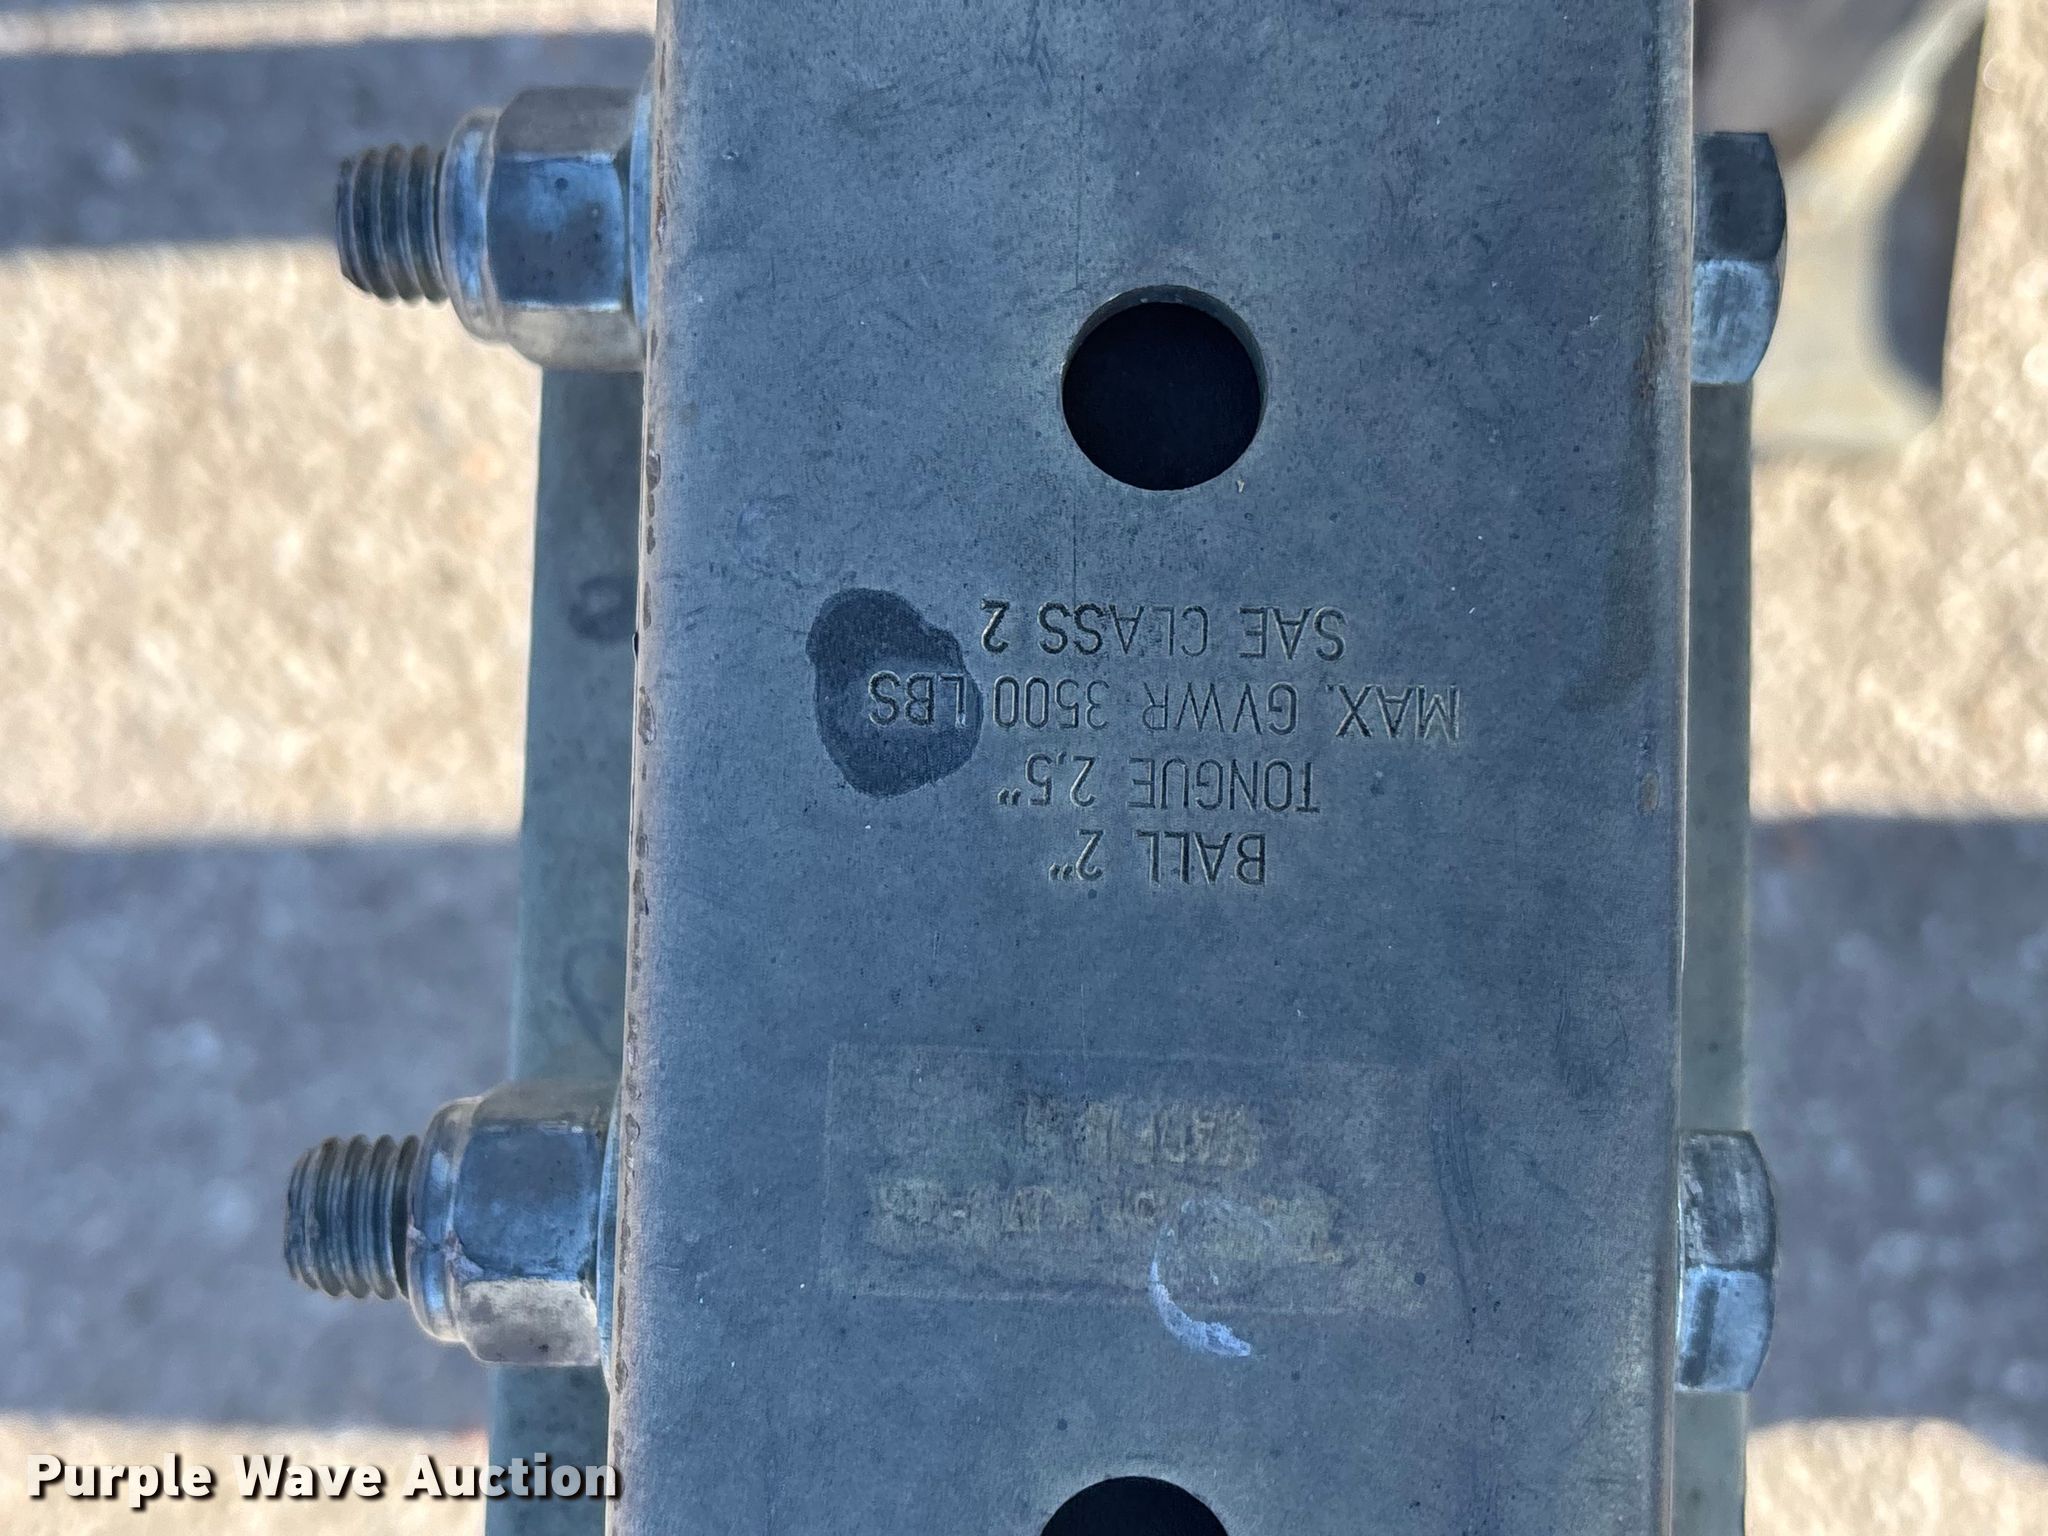 BALL 2"
TONGUE 2,5"
MAX. GVWR 3500 LBS
SAE CLASS 2
Purple Wave Auction